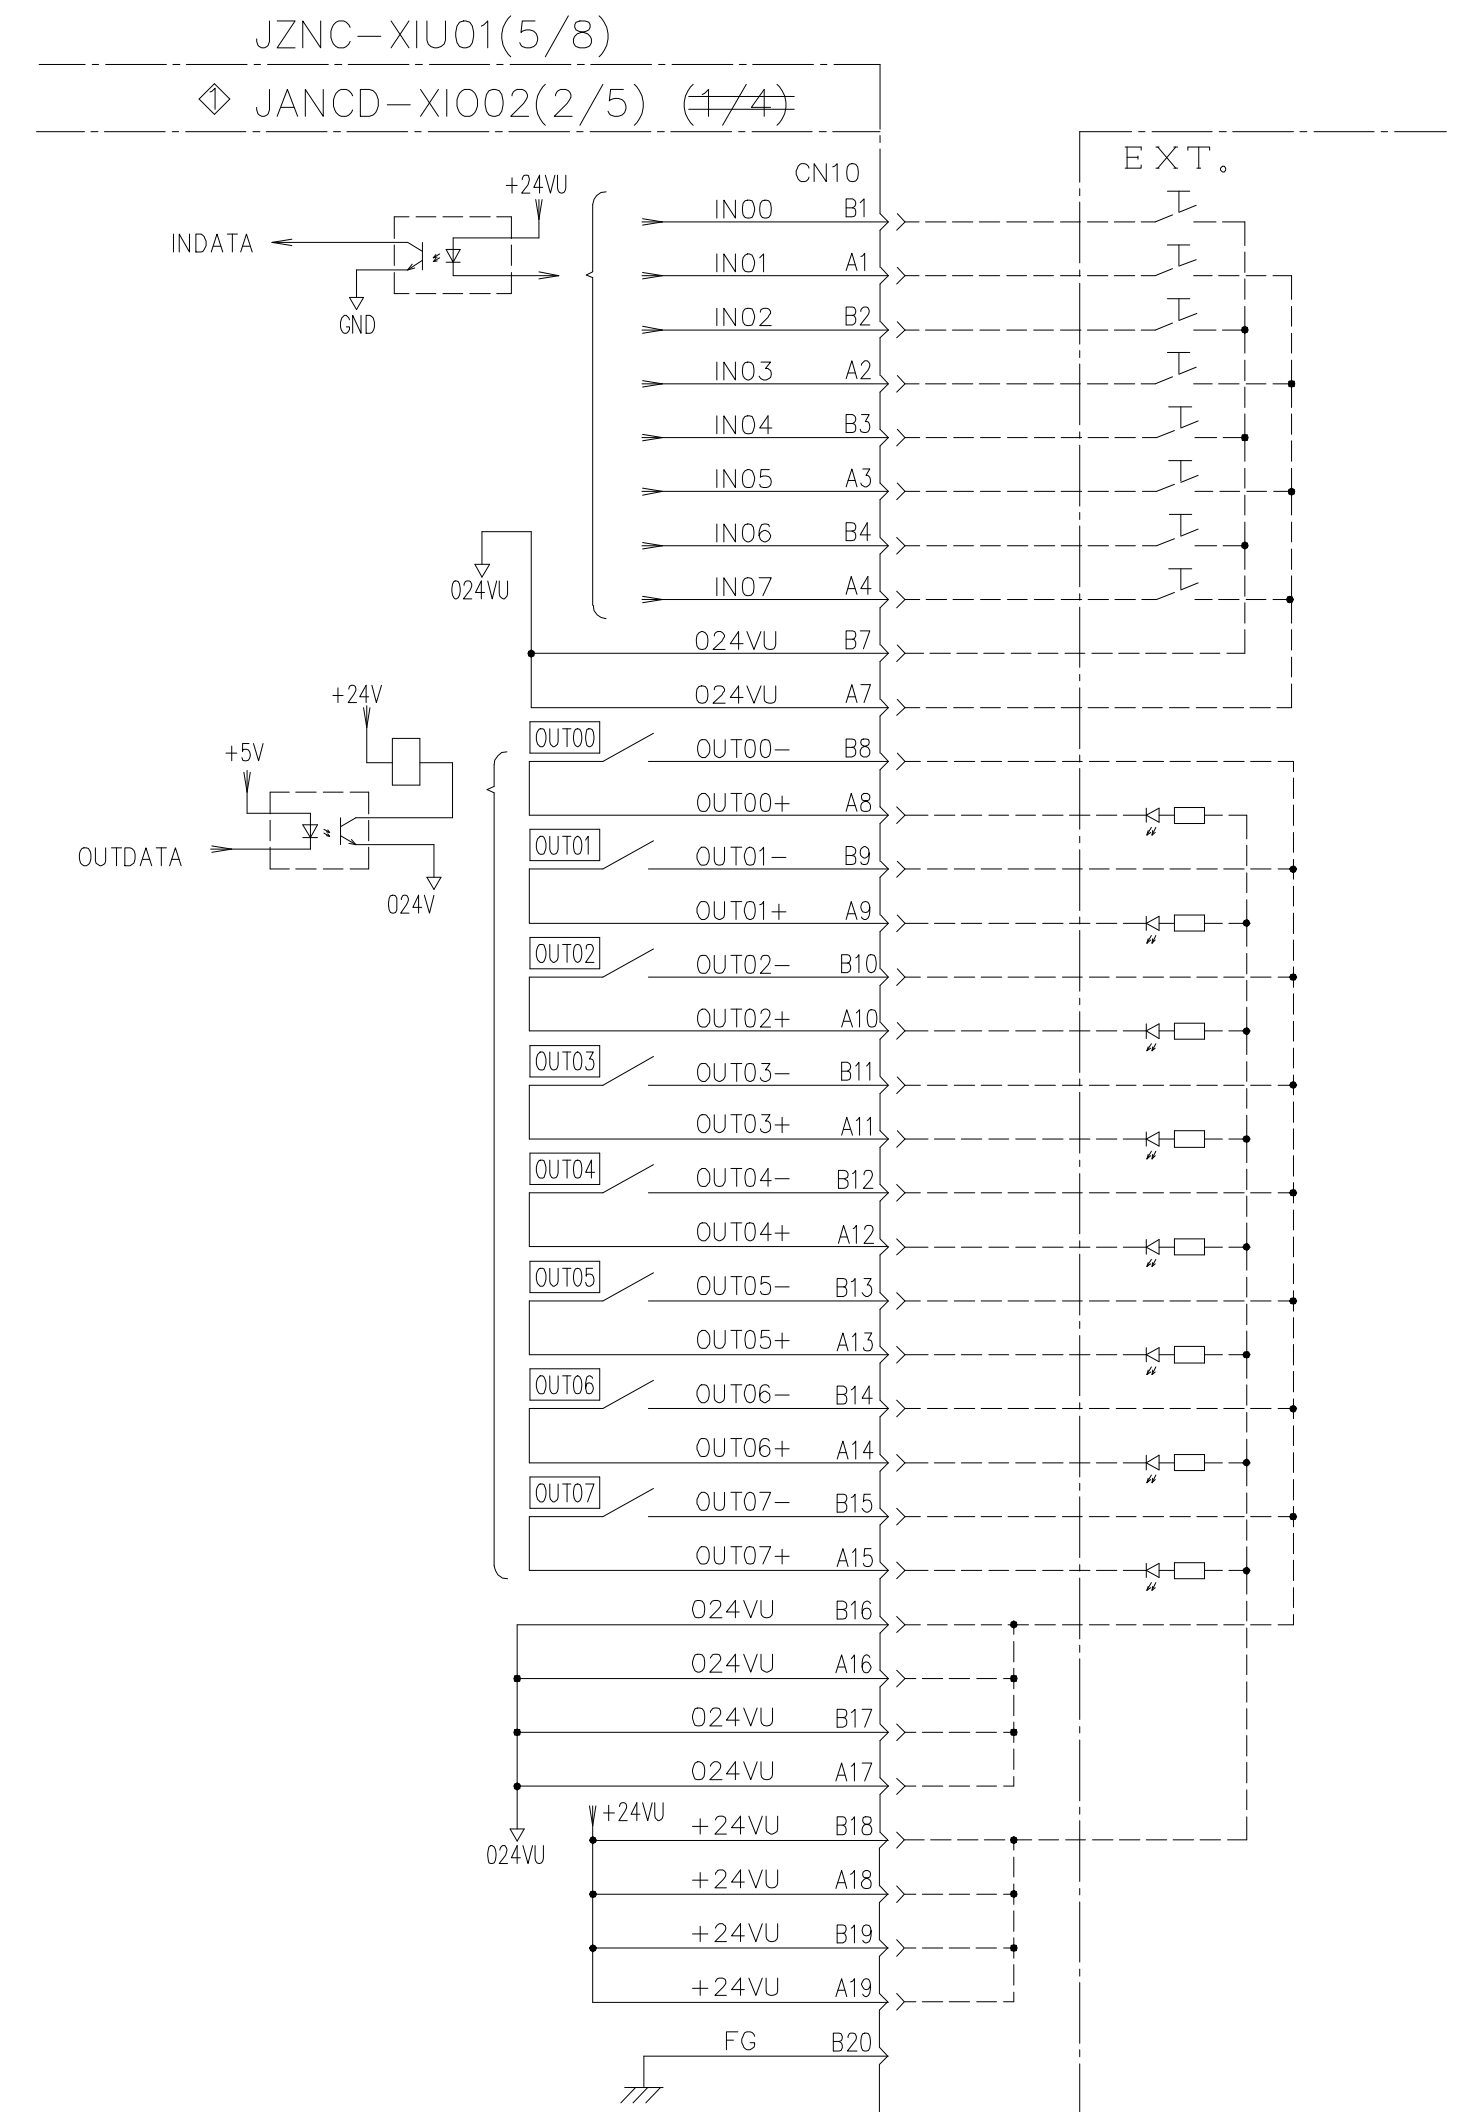 JZNC-XIU01(5/8)
1 JANCD-XIO02(2/5) (1/4)
EXT.
CN10
+24VU
IN00 B1
INDATA
IN01 A1
GND
IN02 B2
IN03 A2
IN04 B3
IN05 A3
IN06 B4
024VU
IN07 A4
024VU B7
024VU A7
+24V
OUT00 OUT00- B8
+5V
OUT00+ A8
OUT01 OUT01- B9
OUTDATA
024V
OUT01+ A9
OUT02 OUT02- B10
OUT02+ A10
OUT03 OUT03- B11
OUT03+ A11
OUT04 OUT04- B12
OUT04+ A12
OUT05 OUT05- B13
OUT05+ A13
OUT06 OUT06- B14
OUT06+ A14
OUT07 OUT07- B15
OUT07+ A15
024VU B16
024VU A16
024VU B17
024VU A17
+24VU
+24VU B18
024VU
+24VU A18
+24VU B19
+24VU A19
FG B20